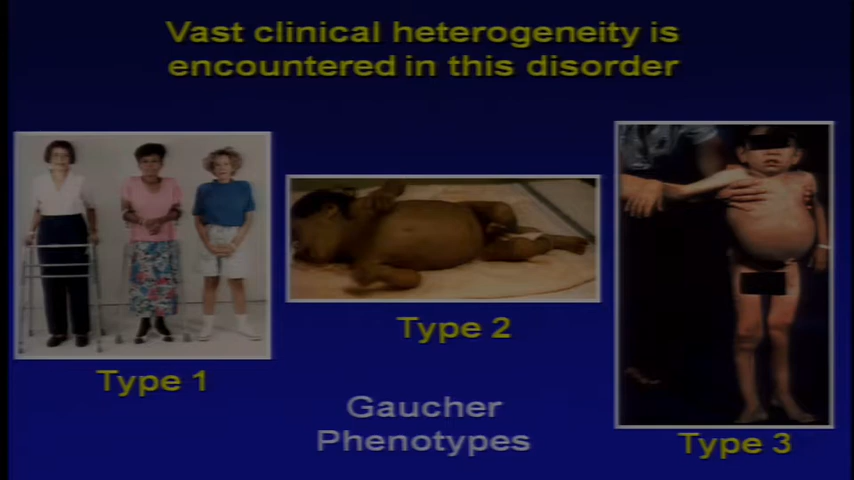 Vast clinical heterogeneity is
encountered in this disorder
Type 1
Type 2
Gaucher
Phenotypes
Type 3